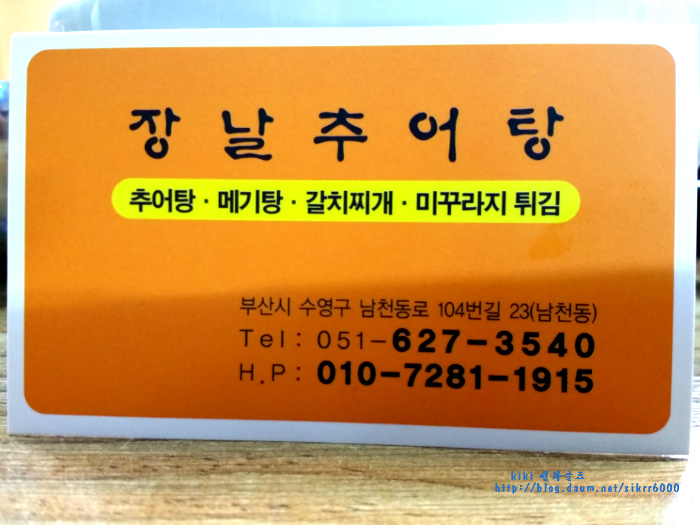 장날추어탕
추어탕 · 메기탕 · 갈치찌개 · 미꾸라지 튀김
부산시 수영구 남천동로 104번길 23(남천동)
Tel: 051-627-3540
H.P: 010-7281-1915
kiki
http://blog.daum.net/sikrr6000